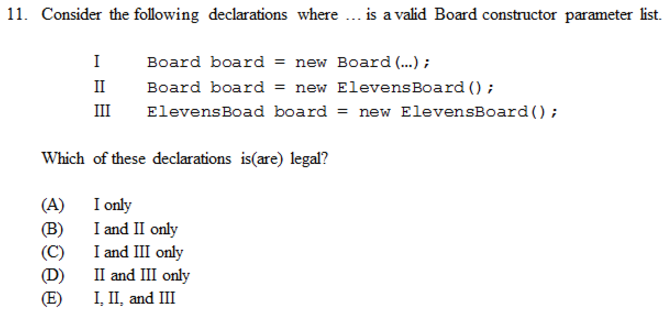 11. Consider the following declarations where … is a valid Board constructor parameter list.
I Board board = new Board(…);
II Board board = new ElevensBoard();
III ElevensBoad board = new ElevensBoard();
Which of these declarations is(are) legal?
(A) I only
(B) I and II only
(C) I and III only
(D) II and III only
(E) I, II, and III